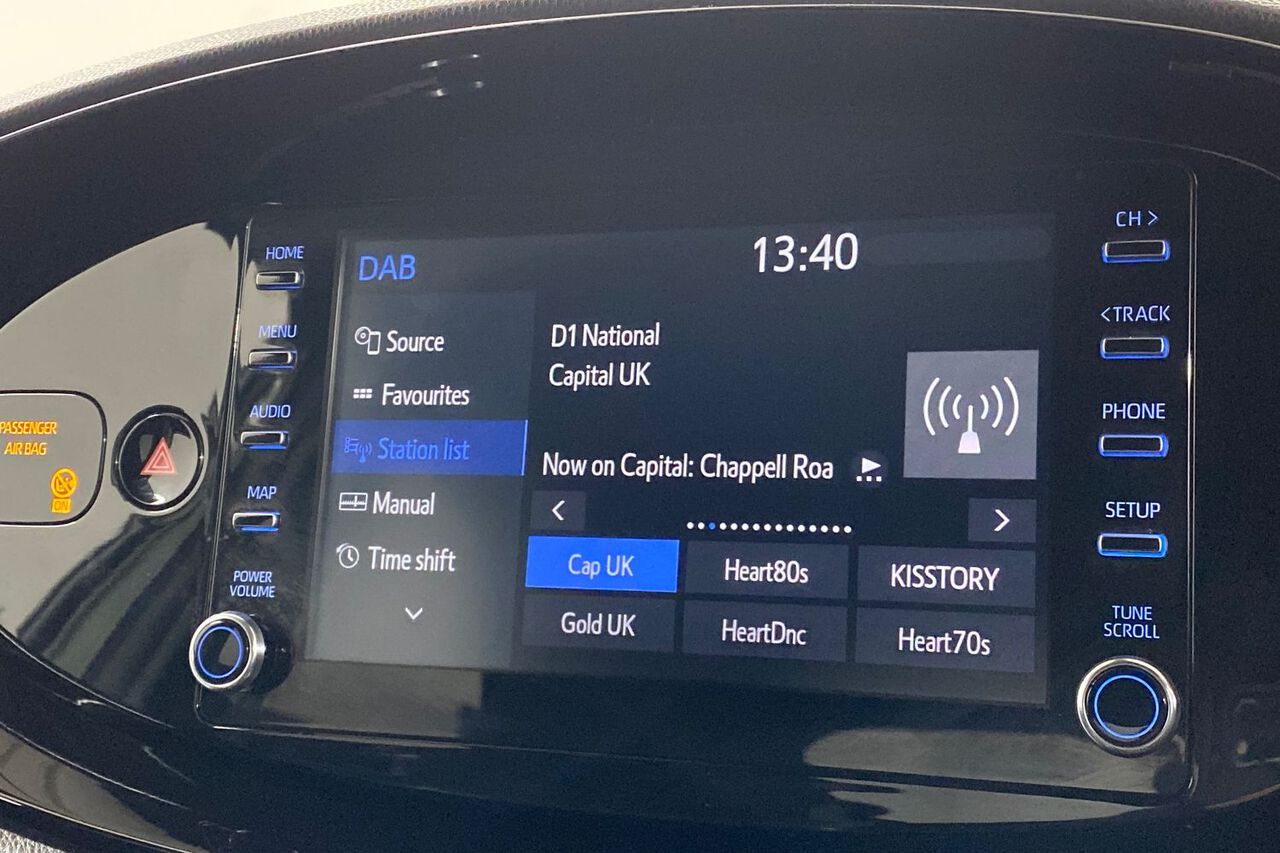 HOME
MENU
AUDIO
MAP
POWER
VOLUME
PASSENGER
AIR BAG
ON
DAB
13:40
Source
Favourites
Station list
Manual
Time shift
D1 National
Capital UK
Now on Capital: Chappell Roa
Cap UK
Heart80s
KISSTORY
Gold UK
HeartDnc
Heart70s
CH >
<TRACK
PHONE
SETUP
TUNE
SCROLL